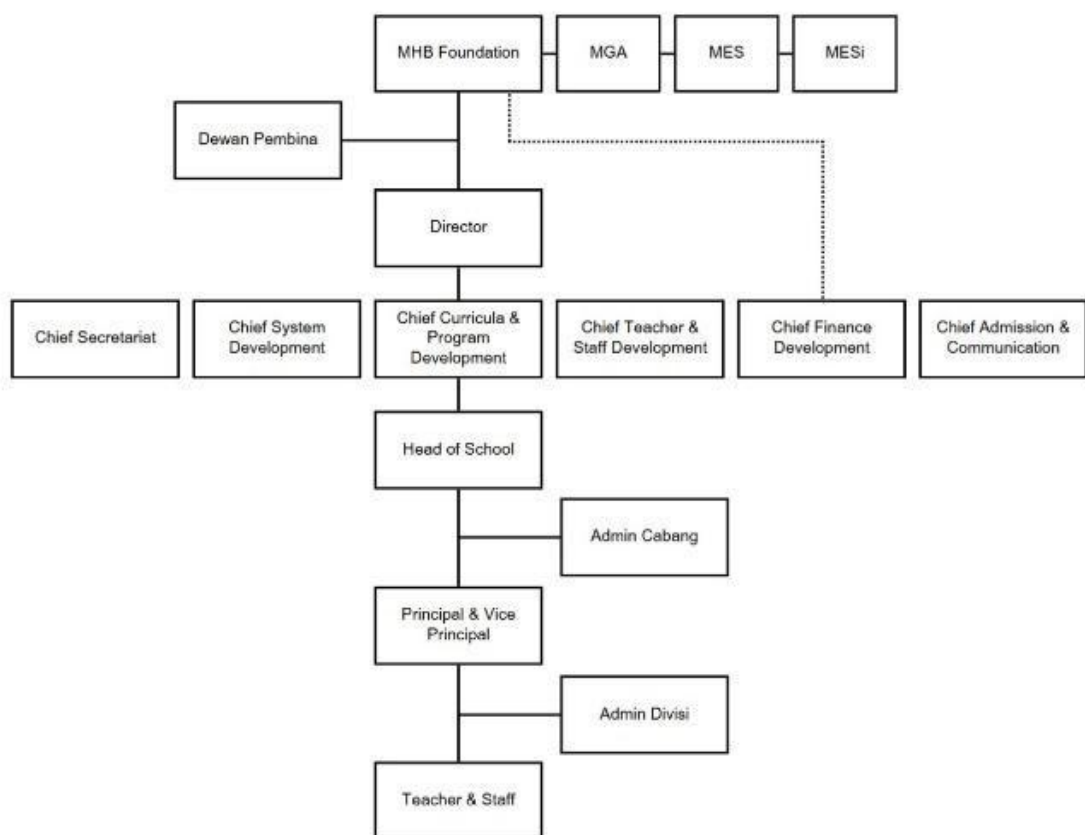 MHB Foundation
MGA
MES
MESi
Dewan Pembina
Director
Chief Secretariat
Chief System
Development
Chief Curricula &
Program
Development
Chief Teacher &
Staff Development
Chief Finance
Development
Chief Admission &
Communication
Head of School
Admin Cabang
Principal & Vice
Principal
Admin Divisi
Teacher & Staff